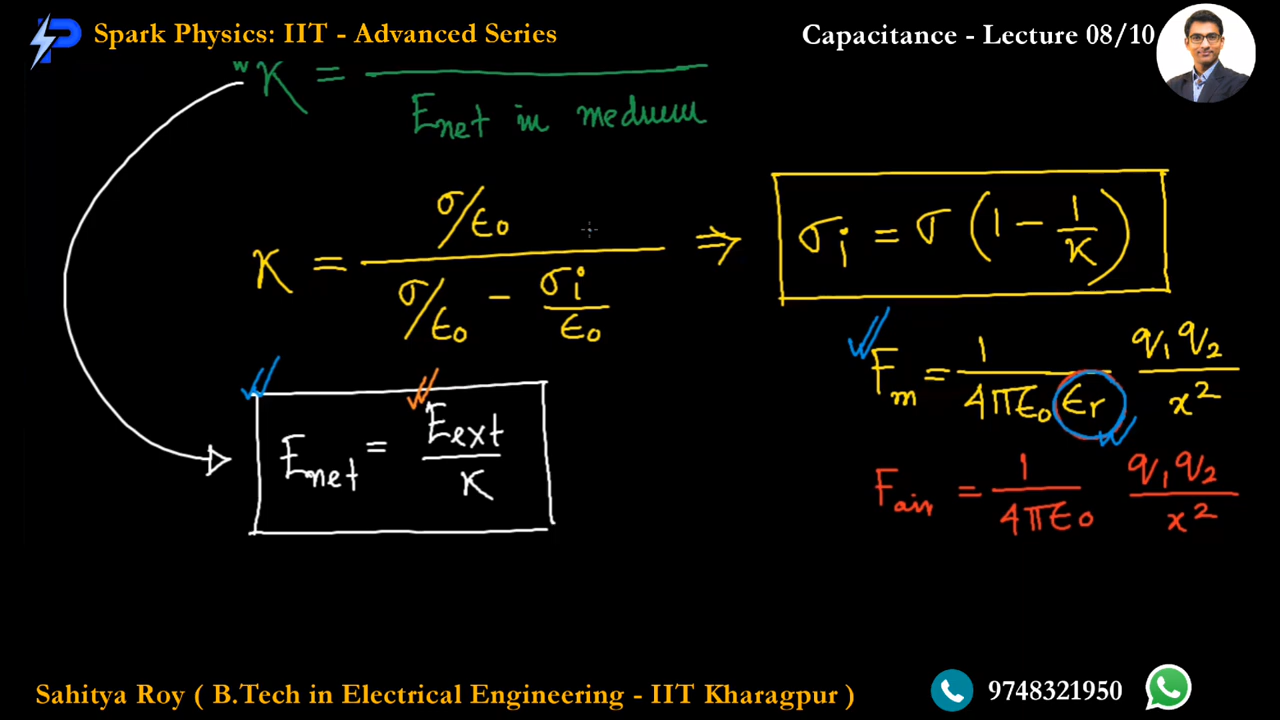 Spark Physics: IIT - Advanced Series
Capacitance - Lecture 08/10
K =
Enet in medium
K = (σ/ε₀) / (σ/ε₀ - σi/ε₀) ⇒ σi = σ (1 - 1/K)
Fm = 1/(4πε₀εr) q₁q₂/x²
Enet = Eext/K
Fair = 1/(4πε₀) q₁q₂/x²
Sahitya Roy ( B.Tech in Electrical Engineering - IIT Kharagpur )
9748321950